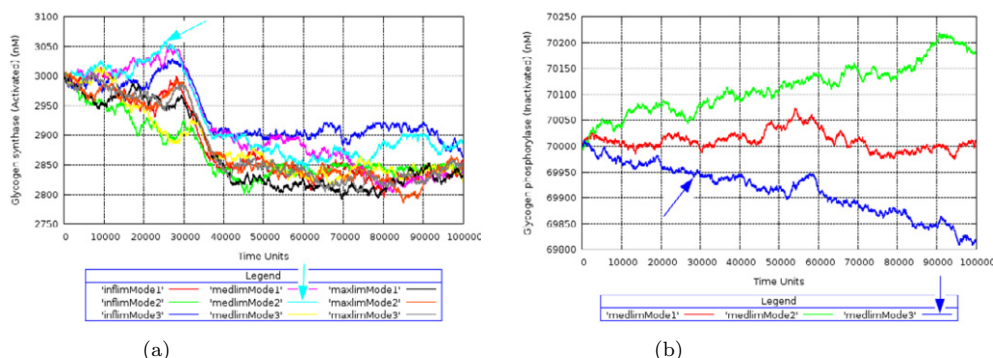 Glycogen synthase (Activated) (nM)
3100
3050
3000
2950
2900
2850
2800
2750
0 10000 20000 30000 40000 50000 60000 70000 80000 90000 100000
Time Units
Legend
'inflimMode1' 'medlimMode1' 'maxlimMode1'
'inflimMode2' 'medlimMode2' 'maxlimMode2'
'inflimMode3' 'medlimMode3' 'maxlimMode3'
(a)
Glycogen phosphorylase (Inactivated) (nM)
70250
70200
70150
70100
70050
70000
69950
69900
69850
69800
0 10000 20000 30000 40000 50000 60000 70000 80000 90000 100000
Time Units
Legend
'medlimMode1' 'medlimMode2' 'medlimMode3'
(b)